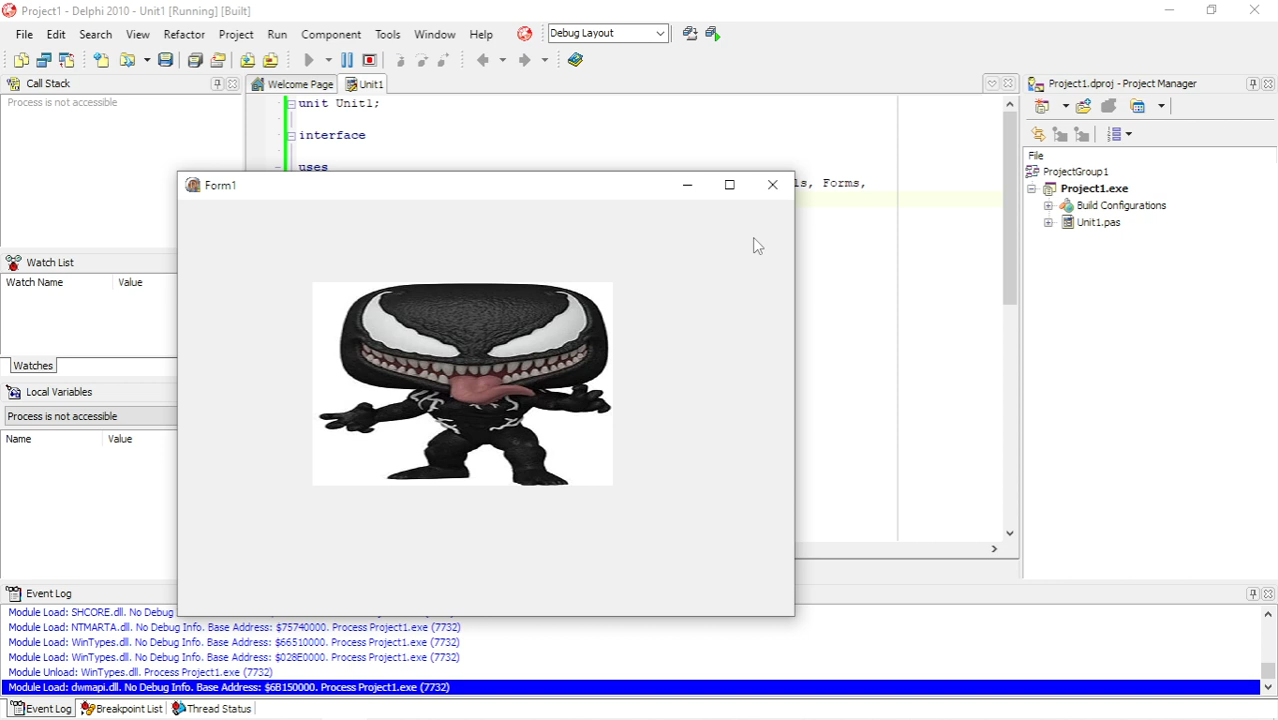 Project1 - Delphi 2010 - Unit1 [Running] [Built]
File Edit Search View Refactor Project Run Component Tools Window Help
Debug Layout
Call Stack
Process is not accessible
Welcome Page
Unit1
unit Unit1;
interface
uses
ls, Forms,
Form1
Watch List
Watch Name Value
Watches
Local Variables
Process is not accessible
Name Value
Project1.dproj - Project Manager
File
ProjectGroup1
Project1.exe
Build Configurations
Unit1.pas
Event Log
Module Load: SHCORE.dll. No Debug
Module Load: NTMARTA.dll. No Debug Info. Base Address: $75740000. Process Project1.exe (7732)
Module Load: WinTypes.dll. No Debug Info. Base Address: $66510000. Process Project1.exe (7732)
Module Load: WinTypes.dll. No Debug Info. Base Address: $028E0000. Process Project1.exe (7732)
Module Unload: WinTypes.dll. Process Project1.exe (7732)
Module Load: dwmapi.dll. No Debug Info. Base Address: $6B150000. Process Project1.exe (7732)
Event Log Breakpoint List Thread Status